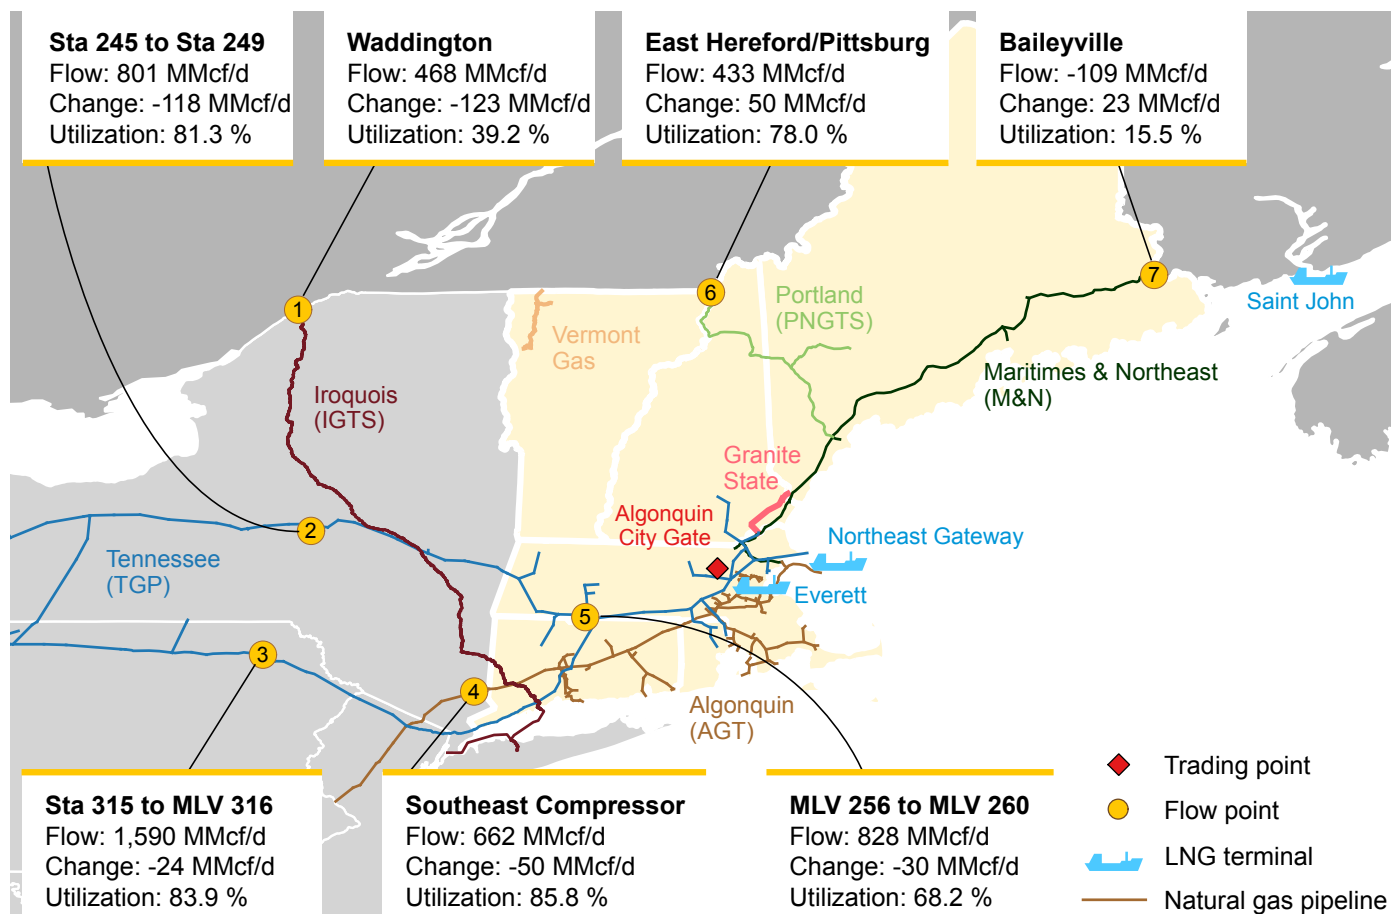 Sta 245 to Sta 249
Flow: 801 MMcf/d
Change: -118 MMcf/d
Utilization: 81.3 %
Waddington
Flow: 468 MMcf/d
Change: -123 MMcf/d
Utilization: 39.2 %
East Hereford/Pittsburg
Flow: 433 MMcf/d
Change: 50 MMcf/d
Utilization: 78.0 %
Baileyville
Flow: -109 MMcf/d
Change: 23 MMcf/d
Utilization: 15.5 %
1
6
7
Saint John
Portland
(PNGTS)
Vermont
Gas
Maritimes & Northeast
(M&N)
Iroquois
(IGTS)
Granite
State
Algonquin
City Gate
2
Northeast Gateway
Tennessee
(TGP)
Everett
5
3
4
Algonquin
(AGT)
Sta 315 to MLV 316
Flow: 1,590 MMcf/d
Change: -24 MMcf/d
Utilization: 83.9 %
Southeast Compressor
Flow: 662 MMcf/d
Change: -50 MMcf/d
Utilization: 85.8 %
MLV 256 to MLV 260
Flow: 828 MMcf/d
Change: -30 MMcf/d
Utilization: 68.2 %
Trading point
Flow point
LNG terminal
Natural gas pipeline